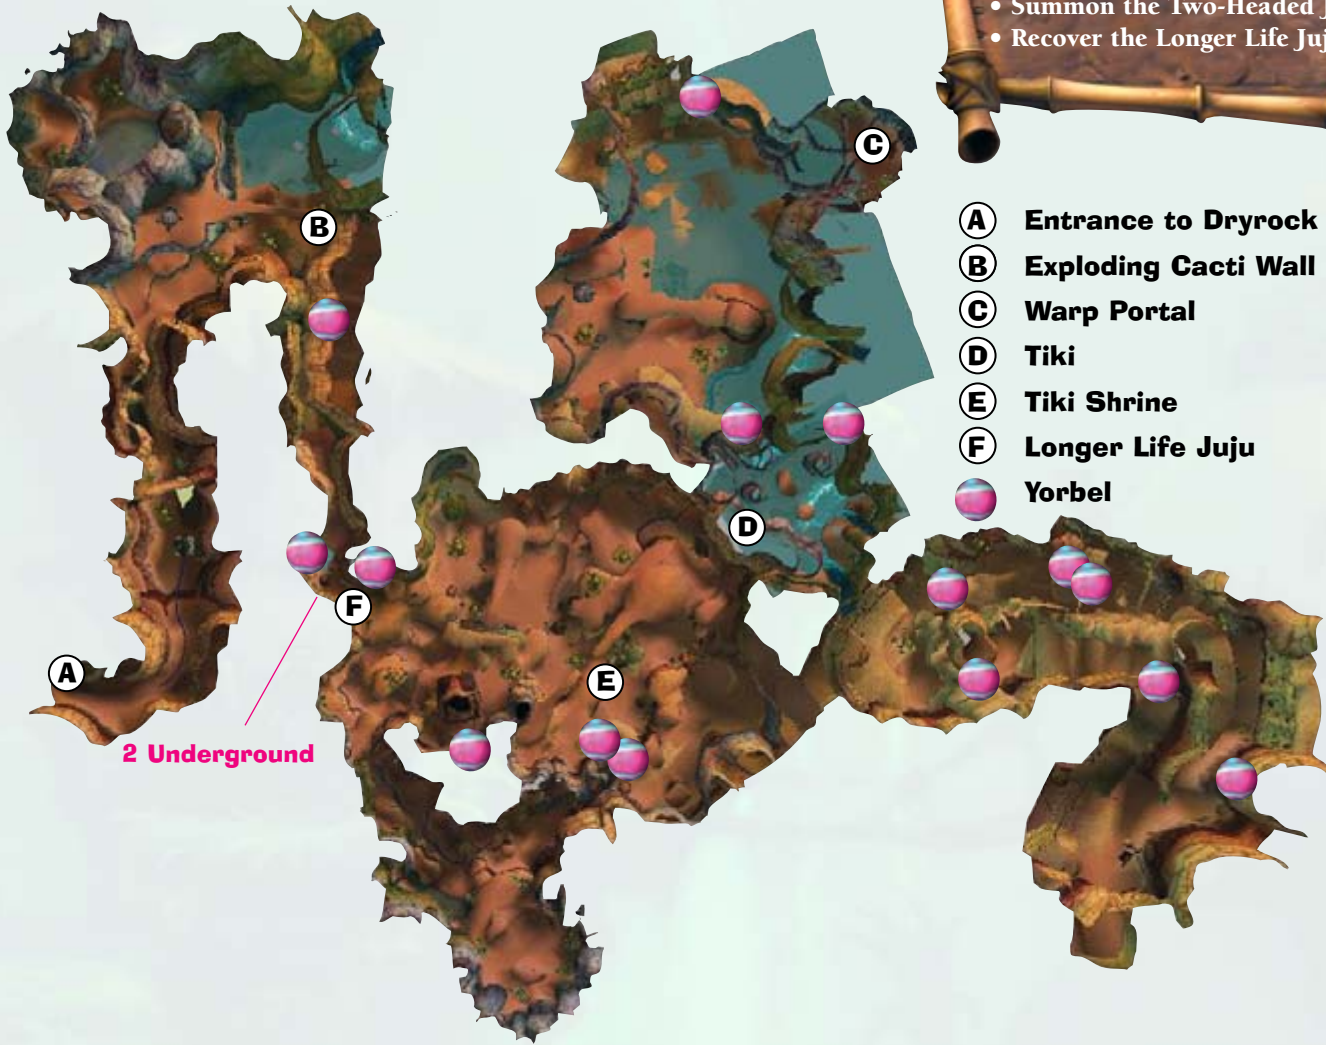 • Summon the Two-Headed J
• Recover the Longer Life Juj
A Entrance to Dryrock
B Exploding Cacti Wall
C Warp Portal
D Tiki
E Tiki Shrine
F Longer Life Juju
Yorbel
B
C
D
F
A
E
2 Underground